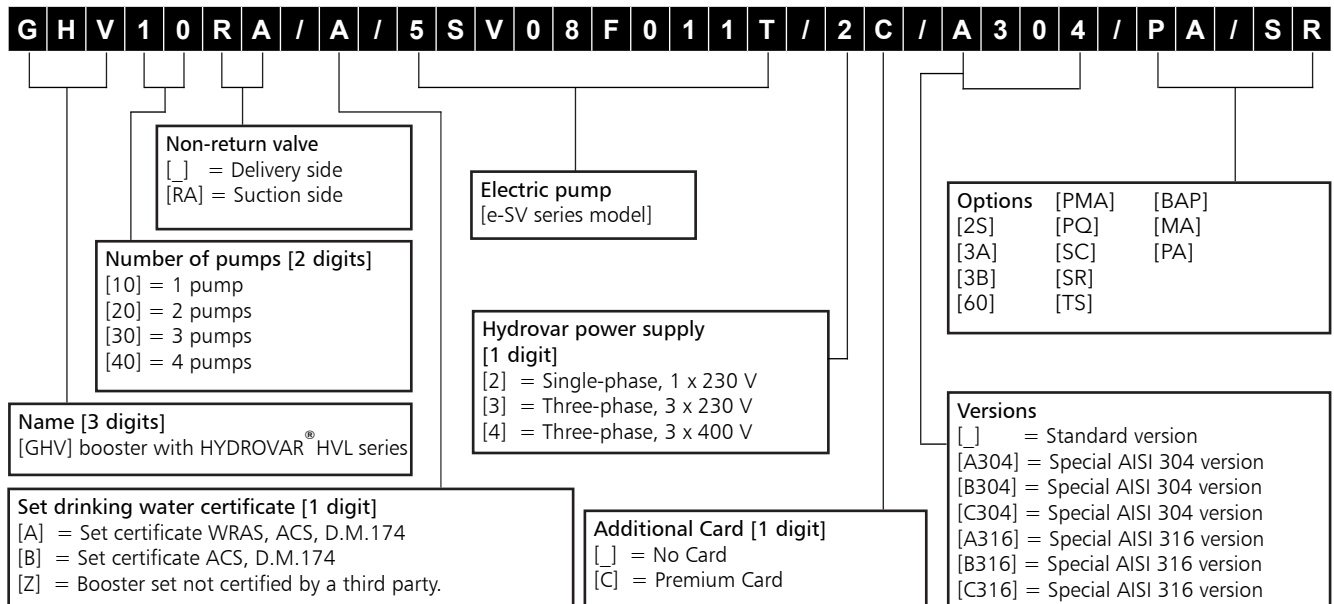 GHV10RA/A/5SV08F011T/2C/A304/PA/SR
Non-return valve
[_] = Delivery side
[RA] = Suction side
Electric pump
[e-SV series model]
Options [PMA] [BAP]
[2S] [PQ] [MA]
[3A] [SC] [PA]
[3B] [SR]
[60] [TS]
Number of pumps [2 digits]
[10] = 1 pump
[20] = 2 pumps
[30] = 3 pumps
[40] = 4 pumps
Hydrovar power supply
[1 digit]
[2] = Single-phase, 1 x 230 V
[3] = Three-phase, 3 x 230 V
[4] = Three-phase, 3 x 400 V
Name [3 digits]
[GHV] booster with HYDROVAR® HVL series
Versions
[_] = Standard version
[A304] = Special AISI 304 version
[B304] = Special AISI 304 version
[C304] = Special AISI 304 version
[A316] = Special AISI 316 version
[B316] = Special AISI 316 version
[C316] = Special AISI 316 version
Set drinking water certificate [1 digit]
[A] = Set certificate WRAS, ACS, D.M.174
[B] = Set certificate ACS, D.M.174
[Z] = Booster set not certified by a third party.
Additional Card [1 digit]
[_] = No Card
[C] = Premium Card